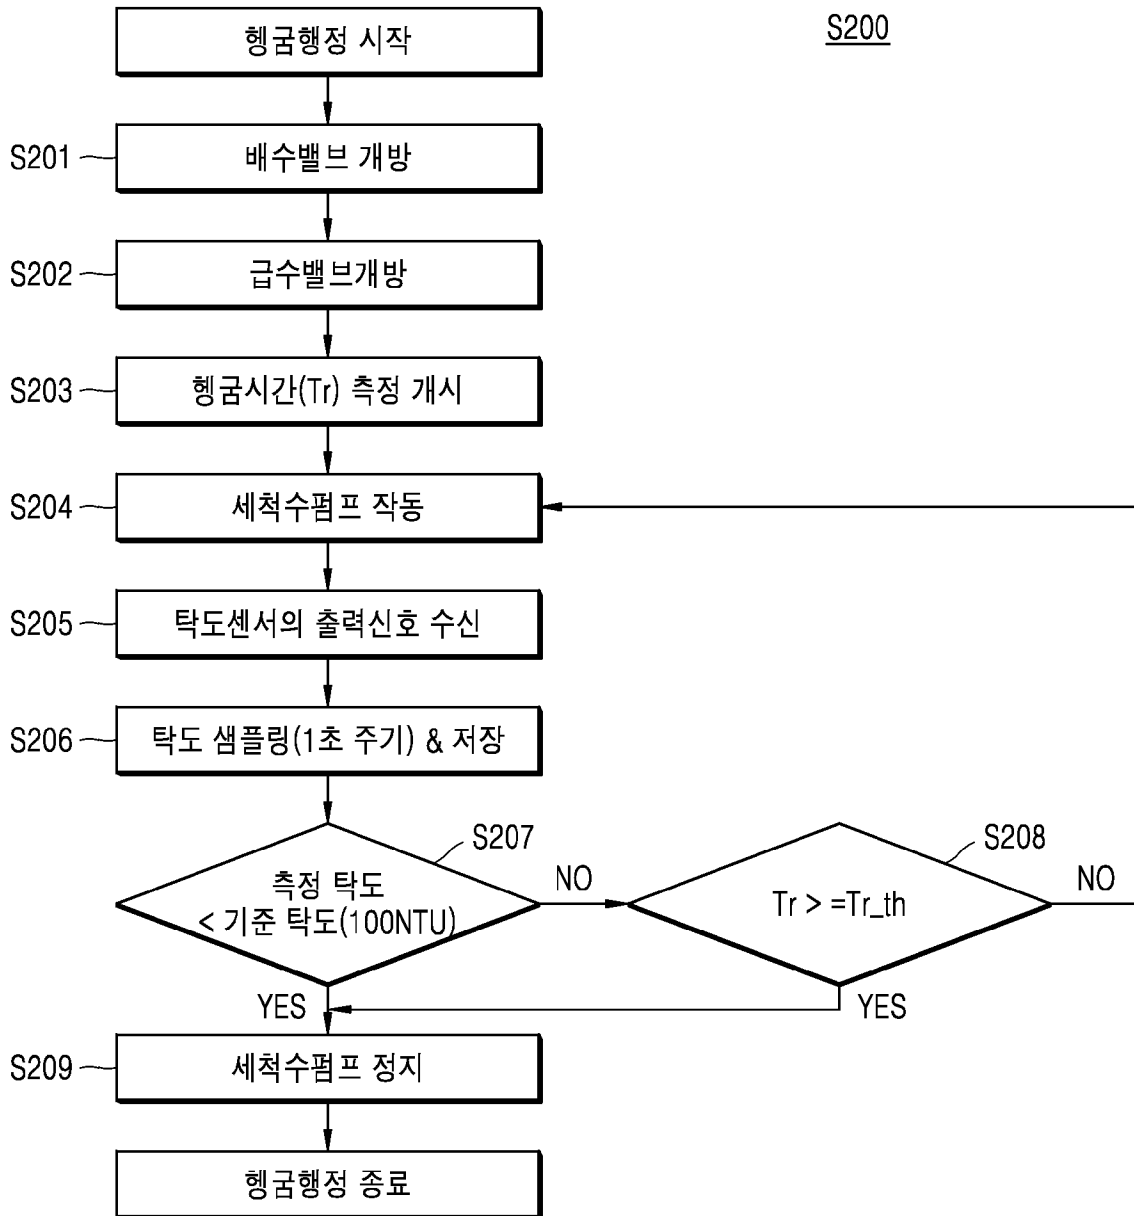 헹굼행정 시작
S200
S201
배수밸브 개방
S202
급수밸브개방
S203
헹굼시간(Tr) 측정 개시
S204
세척수펌프 작동
S205
탁도센서의 출력신호 수신
S206
탁도 샘플링(1초 주기) & 저장
S207
측정 탁도
< 기준 탁도(100NTU)
NO
S208
Tr > =Tr_th
NO
YES
YES
S209
세척수펌프 정지
헹굼행정 종료